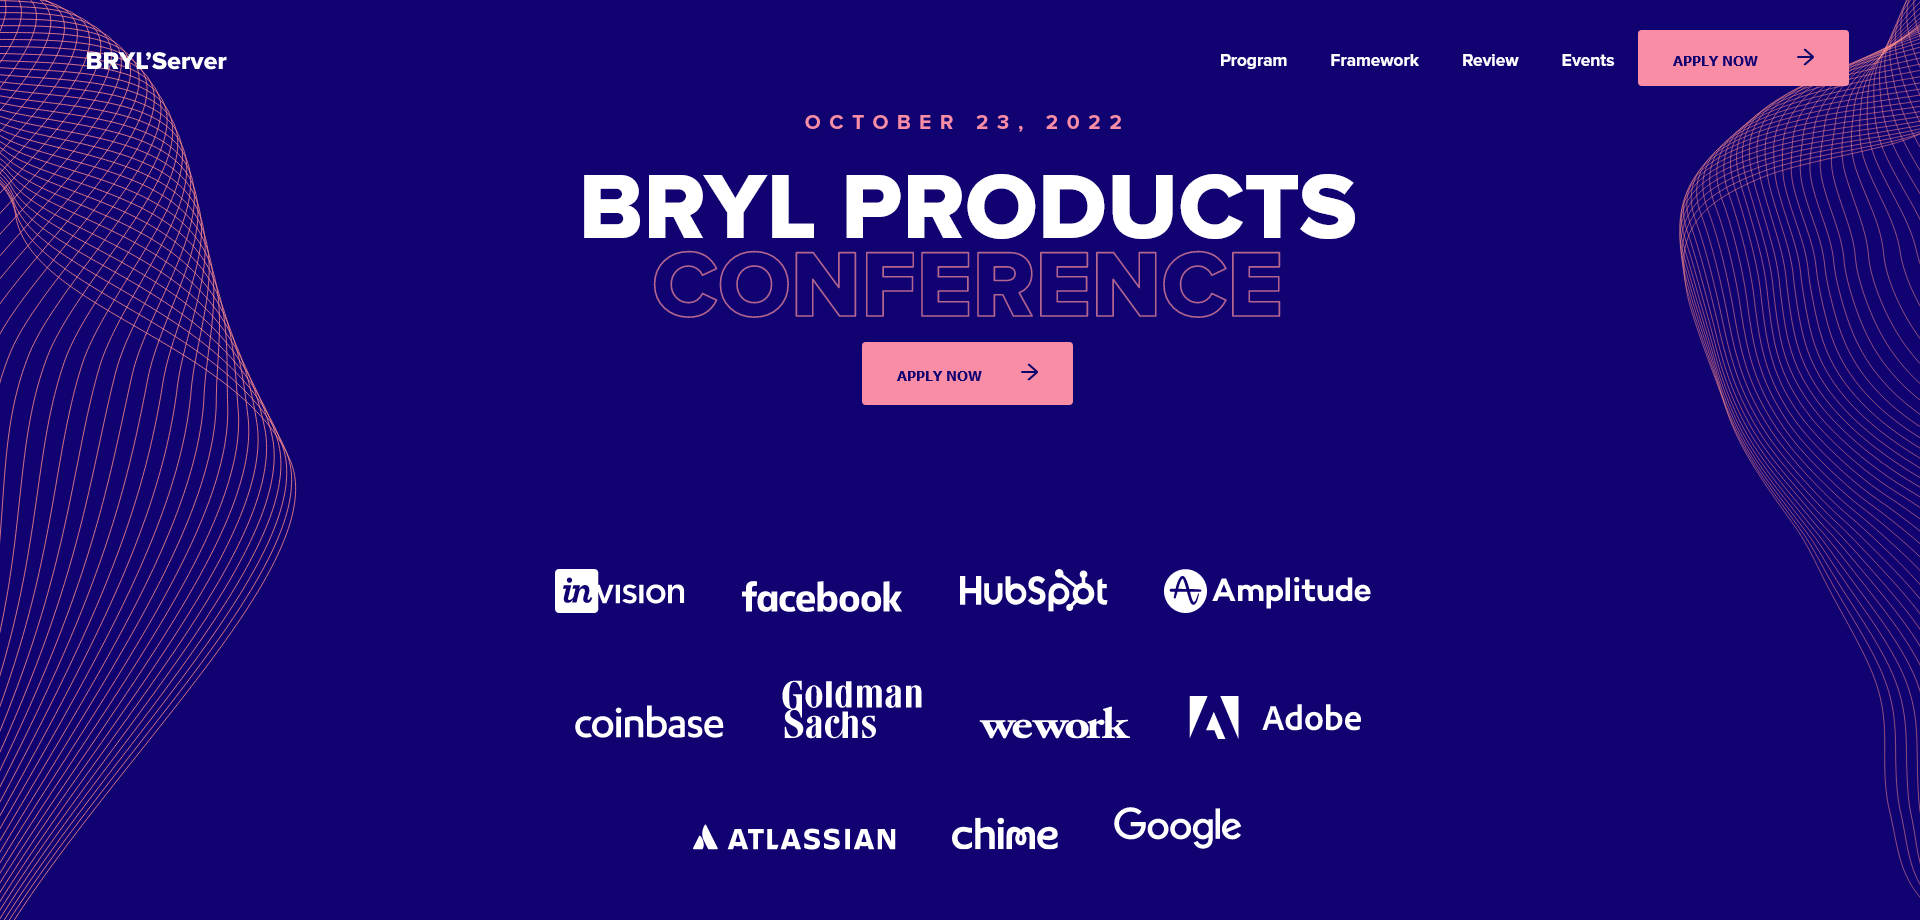 BRYL’Server
Program Framework Review Events APPLY NOW
OCTOBER 23, 2022
BRYL PRODUCTS
CONFERENCE
APPLY NOW
invision facebook HubSpot Amplitude
coinbase Goldman Sachs wework Adobe
ATLASSIAN chime Google